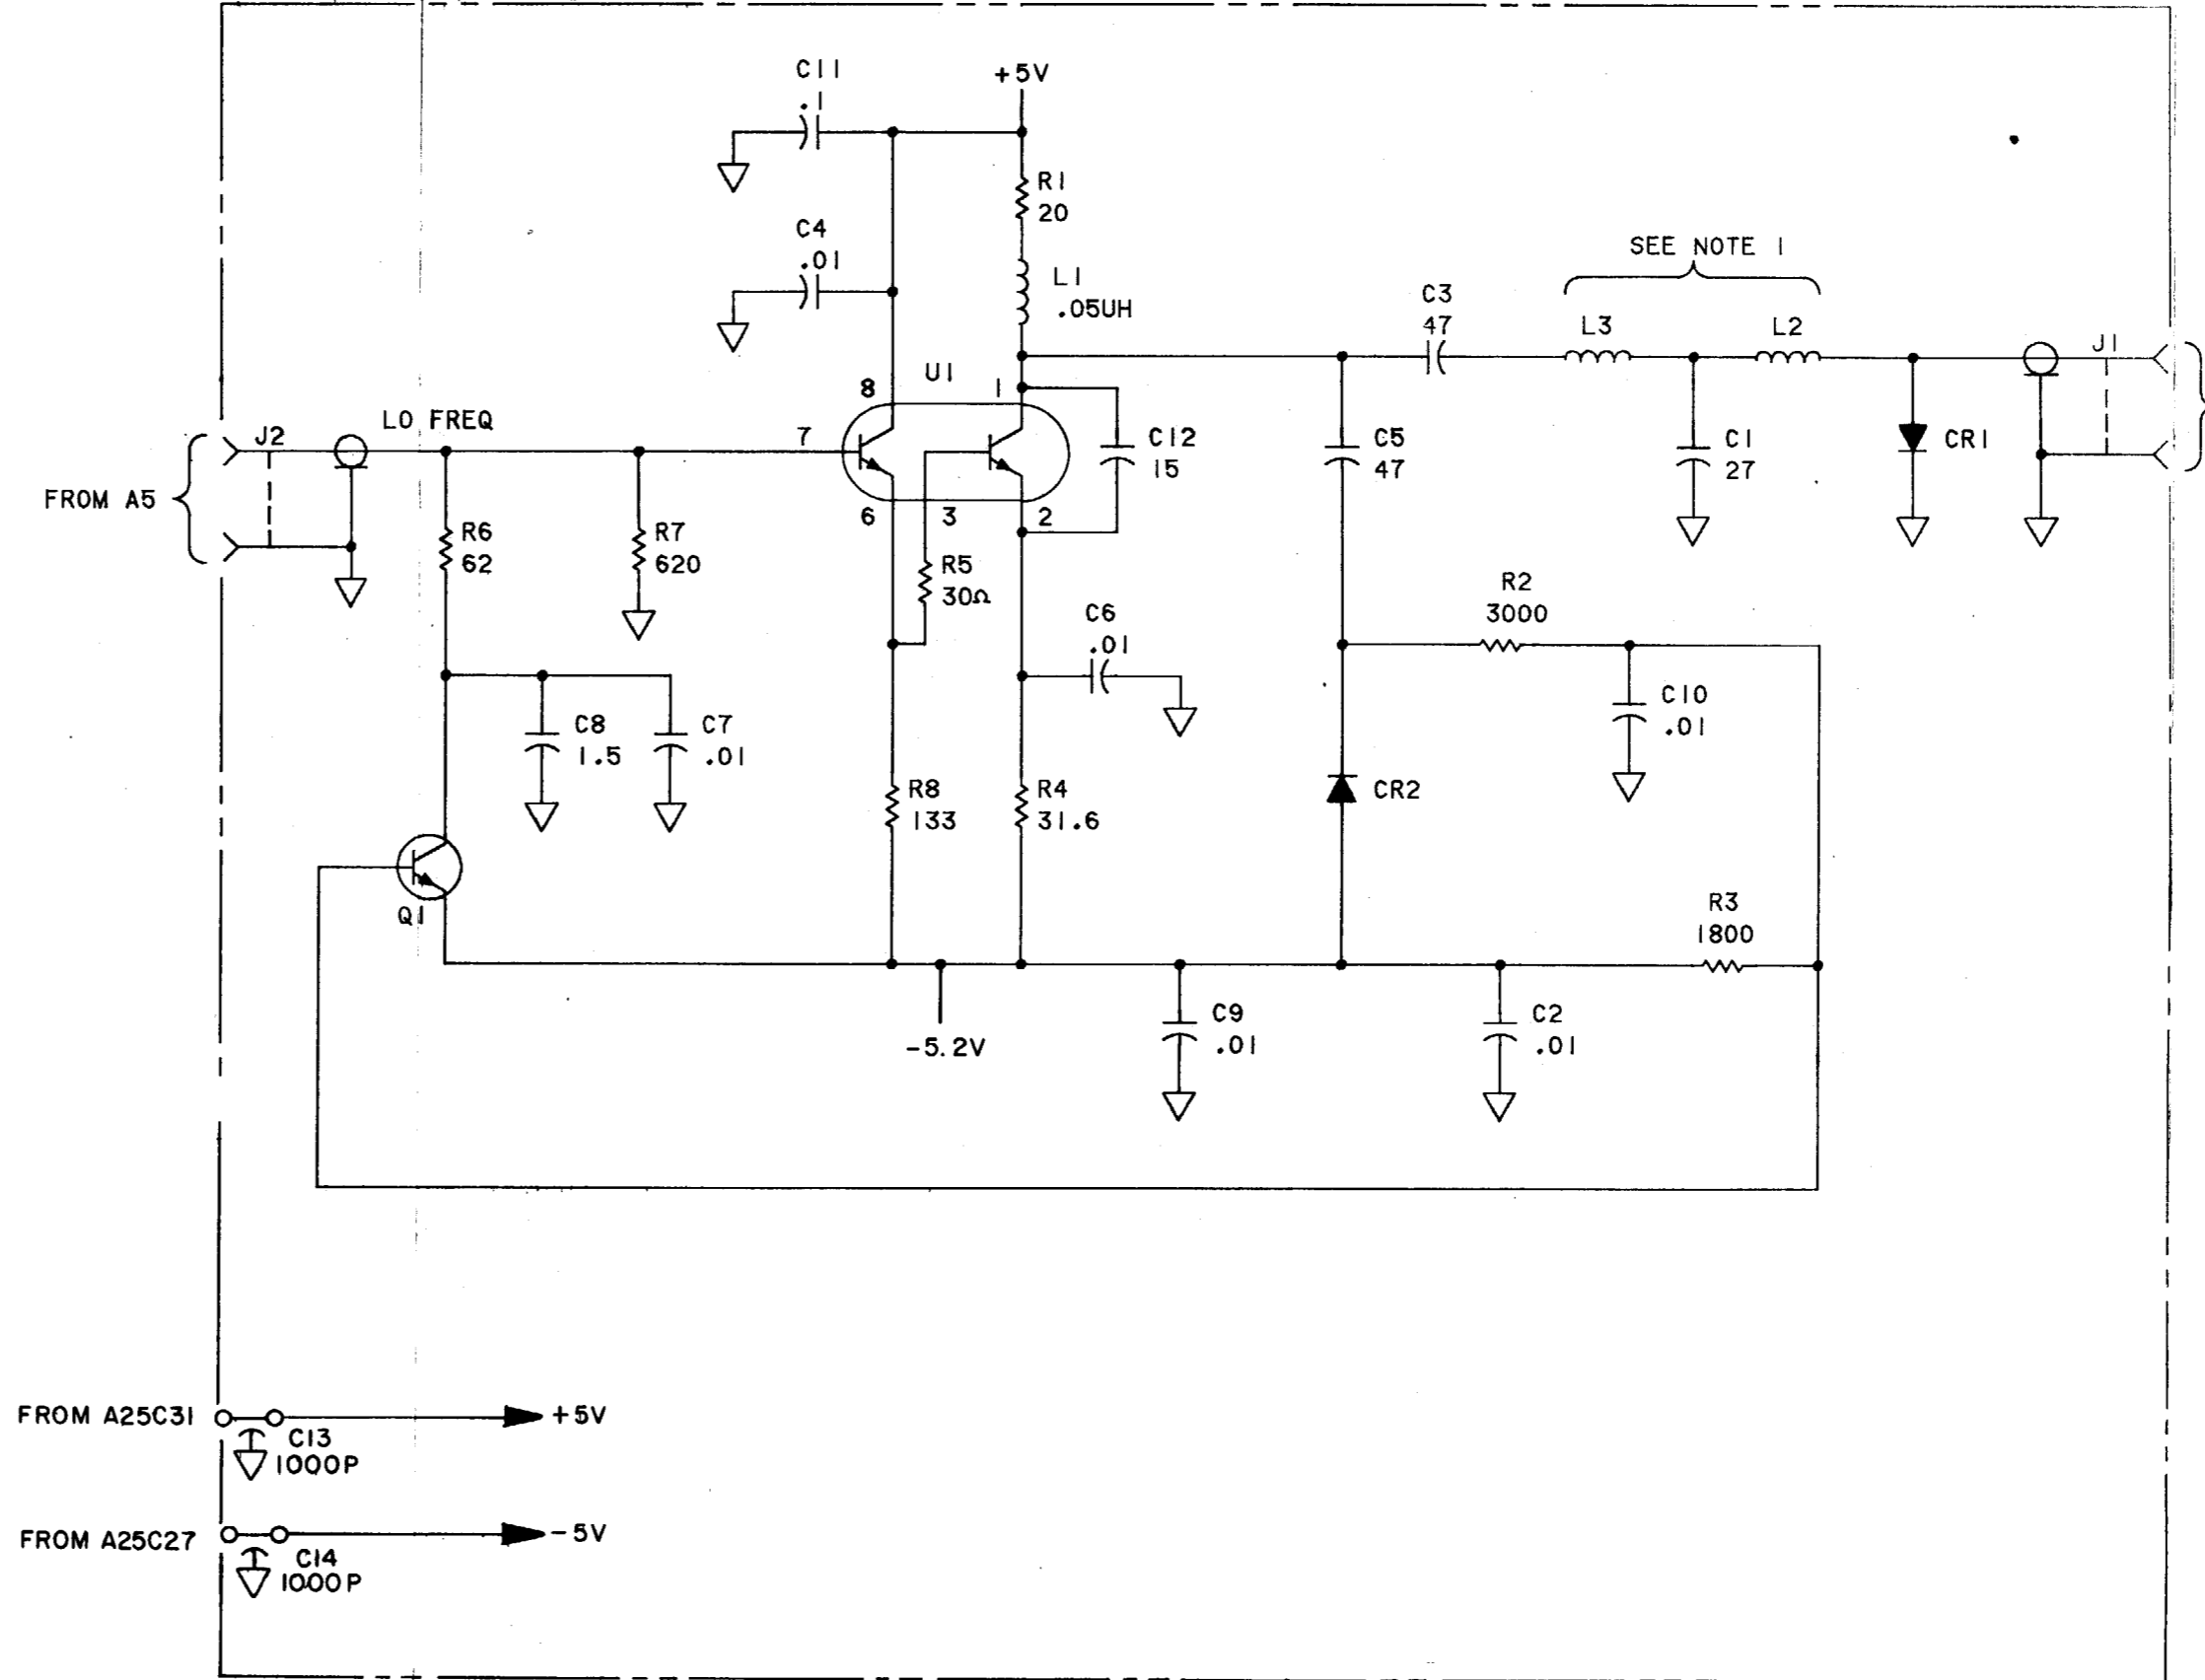 C11
.1
+5V
R1
20
C4
.01
L1
.05UH
SEE NOTE 1
C3
47
L3
L2
J1
U1
8
1
LO FREQ
J2
7
C12
15
C5
47
C1
27
CR1
FROM A5
6
3
2
R6
62
R7
620
R5
30Ω
R2
3000
C6
.01
C8
1.5
C7
.01
C10
.01
R8
133
R4
31.6
CR2
Q1
R3
1800
-5.2V
C9
.01
C2
.01
FROM A25C31
+5V
C13
1000P
FROM A25C27
-5V
C14
1000P